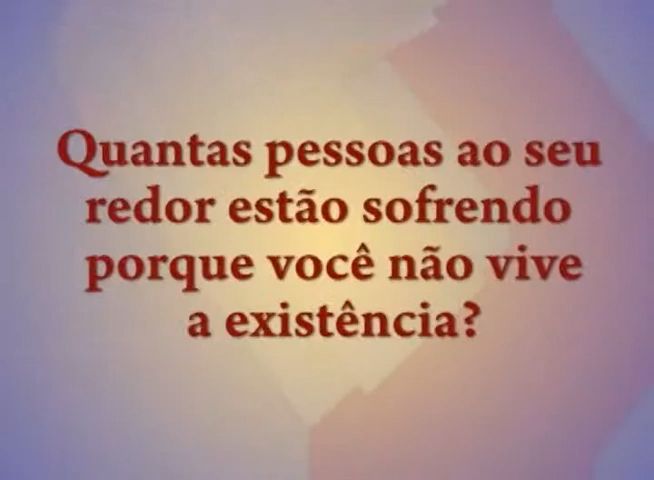 Quantas pessoas ao seu
redor estão sofrendo
porque você não vive
a existência?